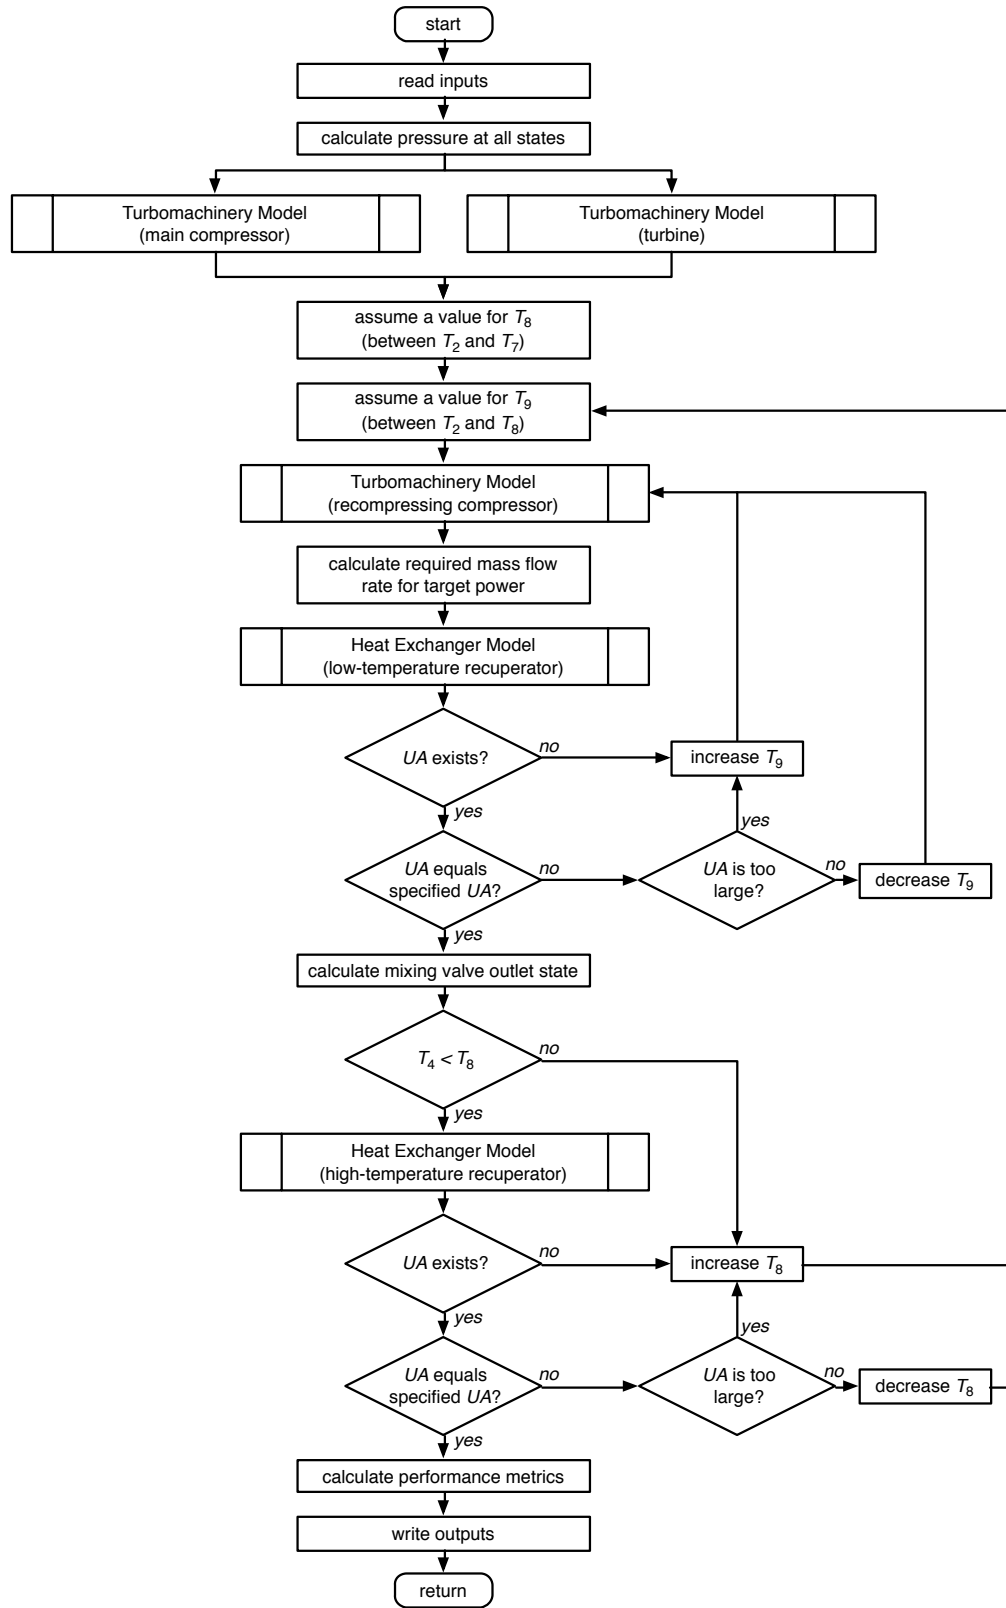 start
read inputs
calculate pressure at all states
Turbomachinery Model
(main compressor)
Turbomachinery Model
(turbine)
assume a value for T₈
(between T₂ and T₇)
assume a value for T₉
(between T₂ and T₈)
Turbomachinery Model
(recompressing compressor)
calculate required mass flow
rate for target power
Heat Exchanger Model
(low-temperature recuperator)
UA exists?
no
increase T₉
yes
yes
UA equals
specified UA?
no
UA is too
large?
no
decrease T₉
yes
calculate mixing valve outlet state
T₄ < T₈
no
yes
Heat Exchanger Model
(high-temperature recuperator)
UA exists?
no
increase T₈
yes
yes
UA equals
specified UA?
no
UA is too
large?
no
decrease T₈
yes
calculate performance metrics
write outputs
return